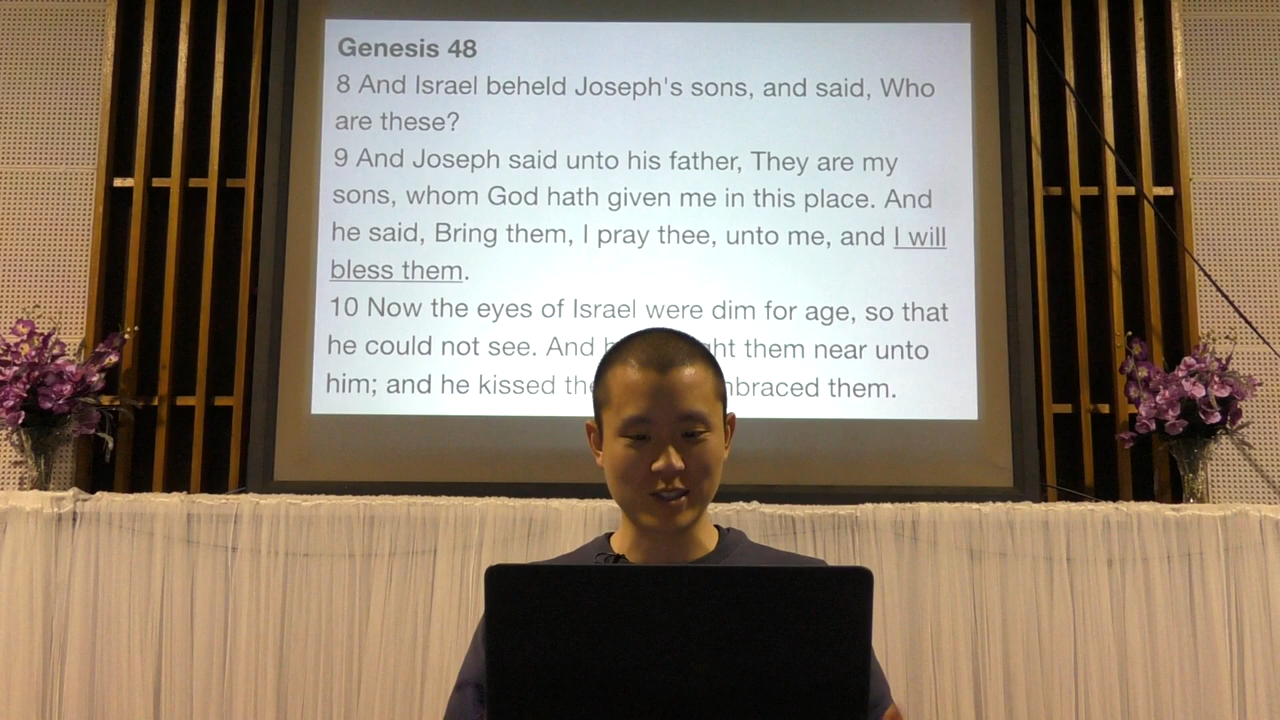 Genesis 48
8 And Israel beheld Joseph's sons, and said, Who
are these?
9 And Joseph said unto his father, They are my
sons, whom God hath given me in this place. And
he said, Bring them, I pray thee, unto me, and I will
bless them.
10 Now the eyes of Israel were dim for age, so that
he could not see. And them near unto
him; and he kissed embraced them.